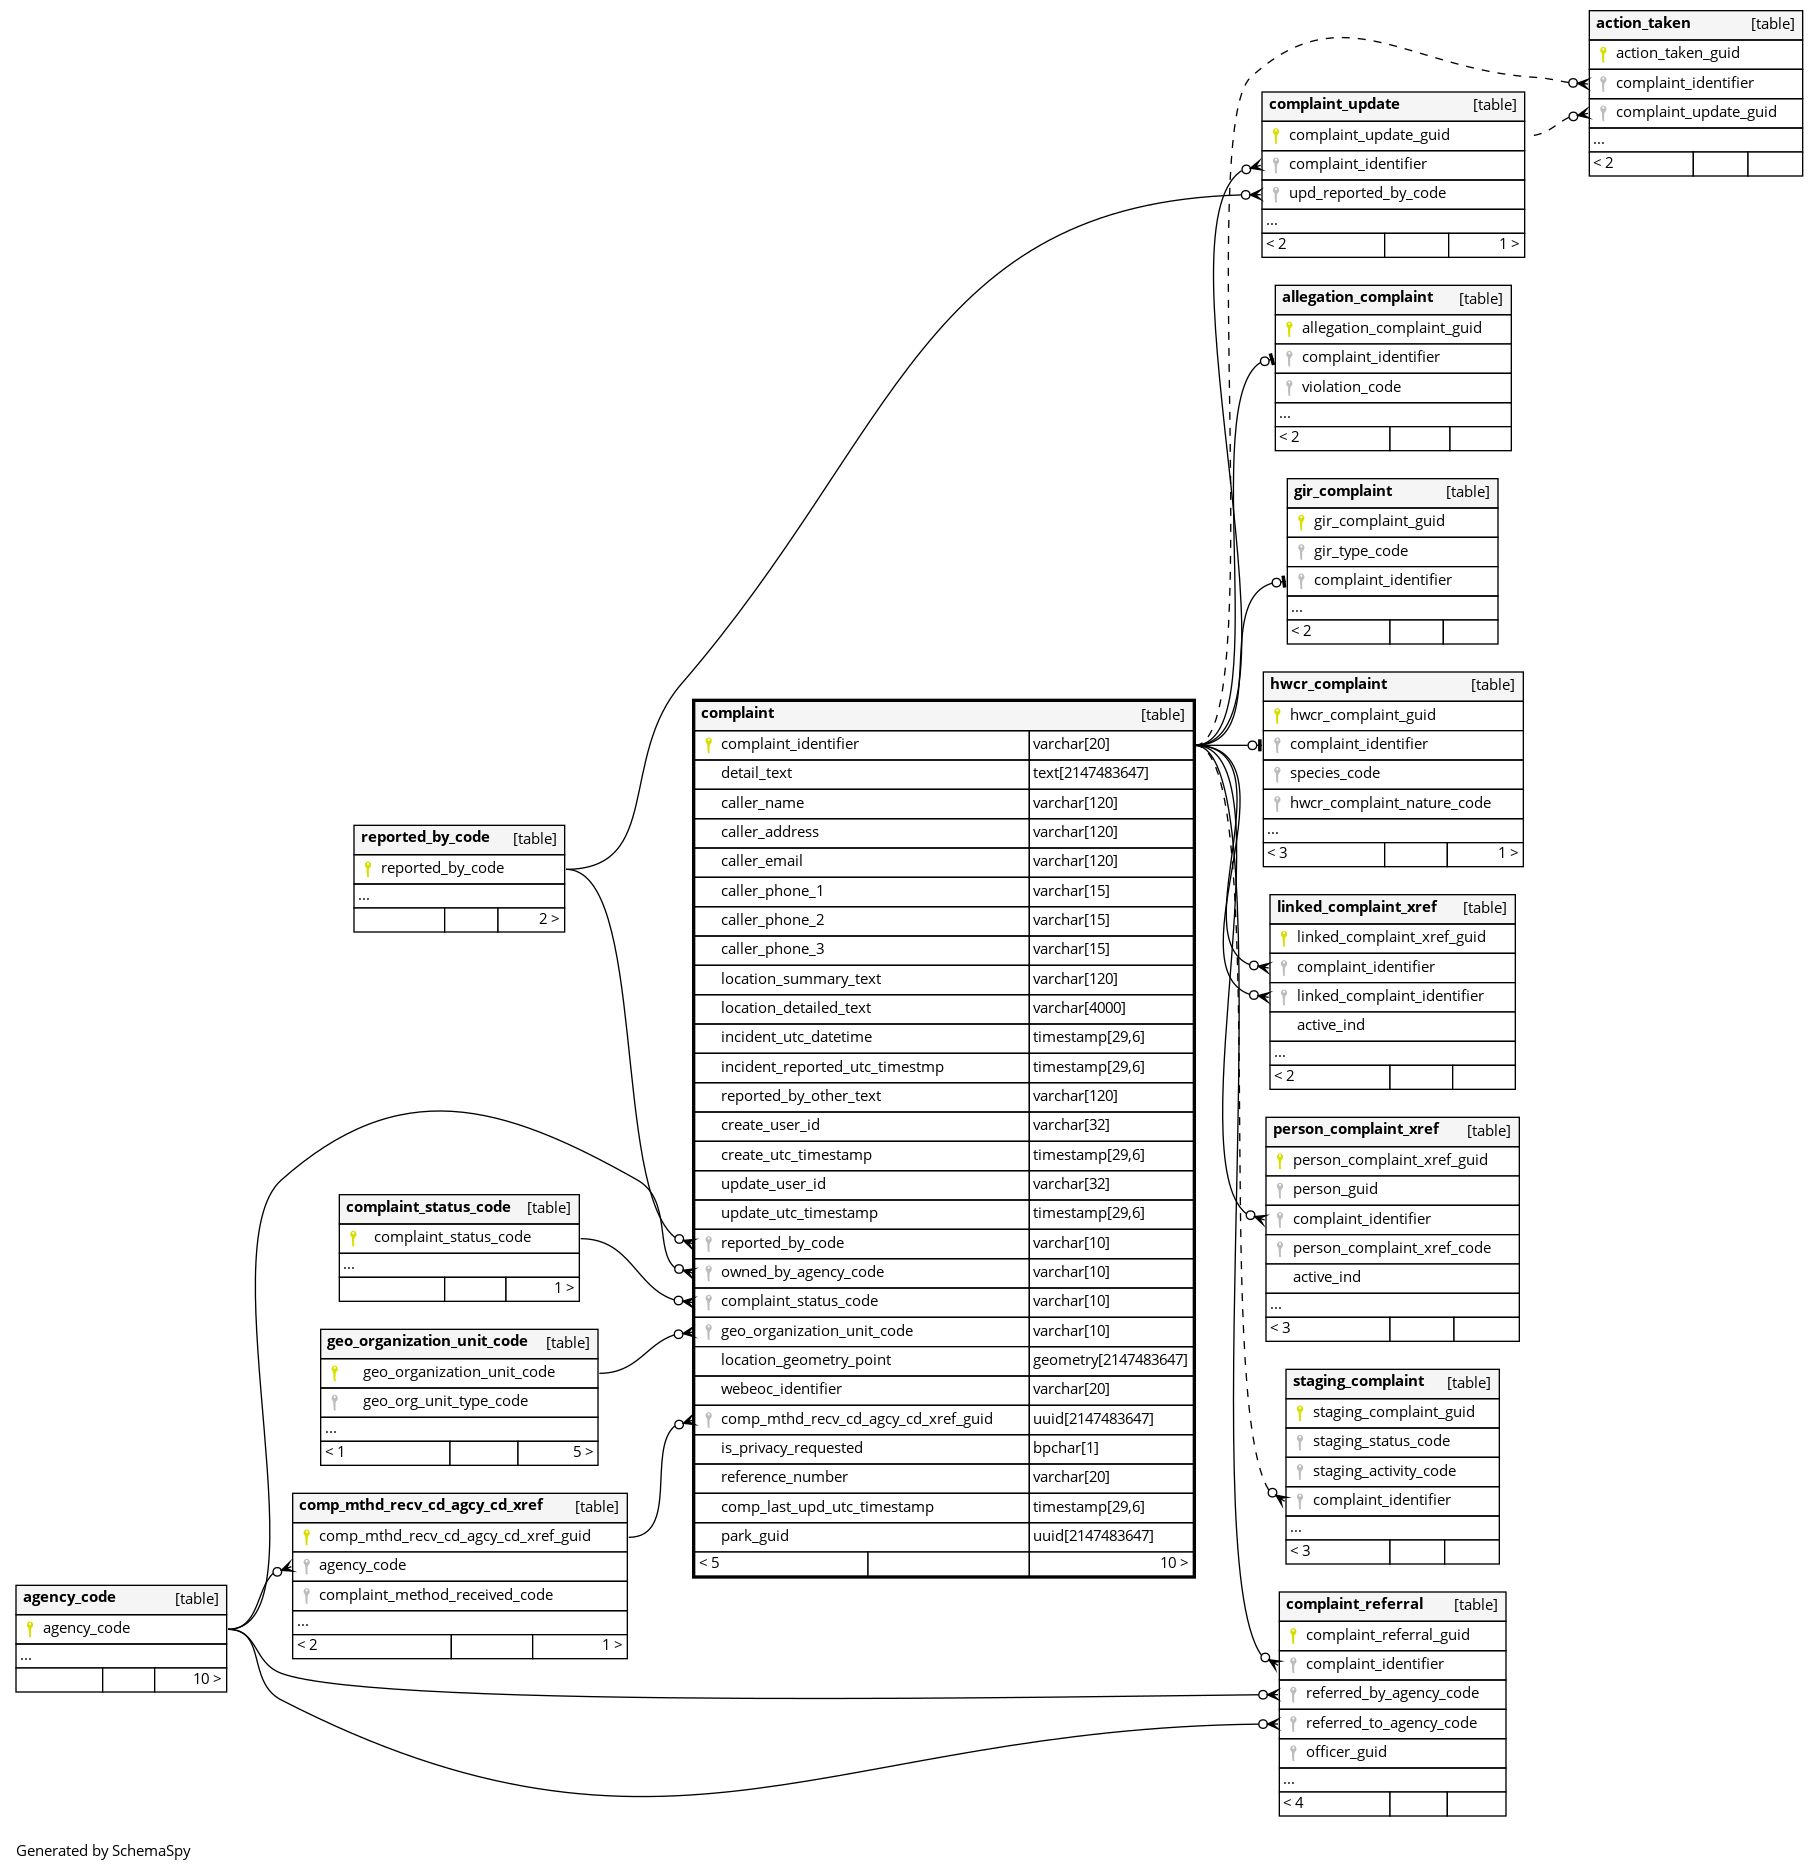 action_taken [table]
action_taken_guid
complaint_identifier
complaint_update_guid
...
< 2
complaint_update [table]
complaint_update_guid
complaint_identifier
upd_reported_by_code
...
< 2 1 >
allegation_complaint [table]
allegation_complaint_guid
complaint_identifier
violation_code
...
< 2
gir_complaint [table]
gir_complaint_guid
gir_type_code
complaint_identifier
...
< 2
hwcr_complaint [table]
hwcr_complaint_guid
complaint_identifier
species_code
hwcr_complaint_nature_code
...
< 3 1 >
complaint [table]
complaint_identifier varchar[20]
detail_text text[2147483647]
caller_name varchar[120]
caller_address varchar[120]
caller_email varchar[120]
caller_phone_1 varchar[15]
caller_phone_2 varchar[15]
caller_phone_3 varchar[15]
location_summary_text varchar[120]
location_detailed_text varchar[4000]
incident_utc_datetime timestamp[29,6]
incident_reported_utc_timestmp timestamp[29,6]
reported_by_other_text varchar[120]
create_user_id varchar[32]
create_utc_timestamp timestamp[29,6]
update_user_id varchar[32]
update_utc_timestamp timestamp[29,6]
reported_by_code varchar[10]
owned_by_agency_code varchar[10]
complaint_status_code varchar[10]
geo_organization_unit_code varchar[10]
location_geometry_point geometry[2147483647]
webeoc_identifier varchar[20]
comp_mthd_recv_cd_agcy_cd_xref_guid uuid[2147483647]
is_privacy_requested bpchar[1]
reference_number varchar[20]
comp_last_upd_utc_timestamp timestamp[29,6]
park_guid uuid[2147483647]
< 5 10 >
reported_by_code [table]
reported_by_code
...
2 >
linked_complaint_xref [table]
linked_complaint_xref_guid
complaint_identifier
linked_complaint_identifier
active_ind
...
< 2
person_complaint_xref [table]
person_complaint_xref_guid
person_guid
complaint_identifier
person_complaint_xref_code
active_ind
...
< 3
complaint_status_code [table]
complaint_status_code
...
1 >
geo_organization_unit_code [table]
geo_organization_unit_code
geo_org_unit_type_code
...
< 1 5 >
staging_complaint [table]
staging_complaint_guid
staging_status_code
staging_activity_code
complaint_identifier
...
< 3
comp_mthd_recv_cd_agcy_cd_xref [table]
comp_mthd_recv_cd_agcy_cd_xref_guid
agency_code
complaint_method_received_code
...
< 2 1 >
agency_code [table]
agency_code
...
10 >
complaint_referral [table]
complaint_referral_guid
complaint_identifier
referred_by_agency_code
referred_to_agency_code
officer_guid
...
< 4
Generated by SchemaSpy